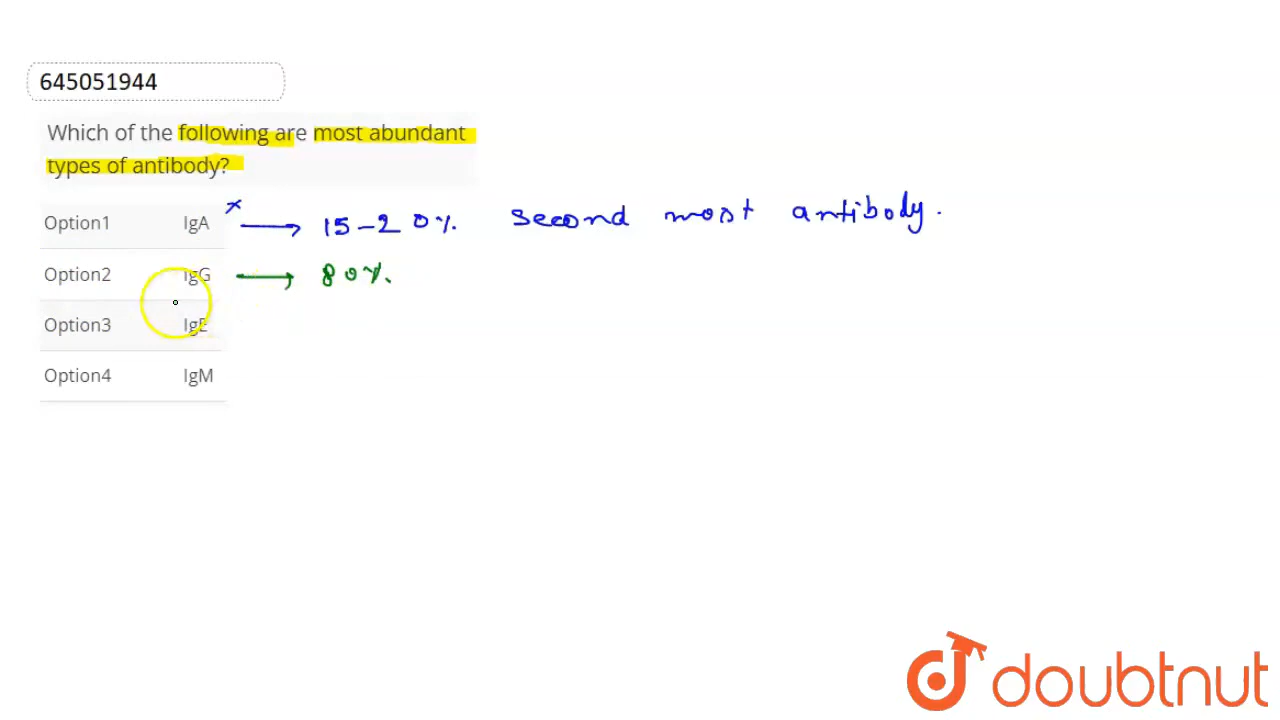 645051944
Which of the following are most abundant
types of antibody?
Option1 IgA x → 15-20% second most antibody.
Option2 IgG → 80%.
Option3 IgE
Option4 IgM
doubtnut